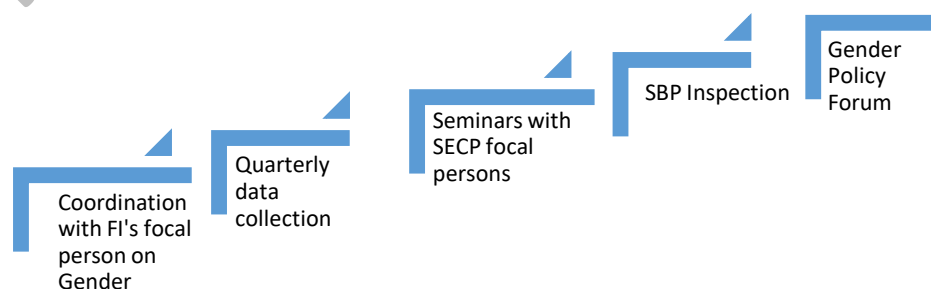 Coordination
with FI's focal
person on
Gender
Quarterly
data
collection
Seminars with
SECP focal
persons
SBP Inspection
Gender
Policy
Forum